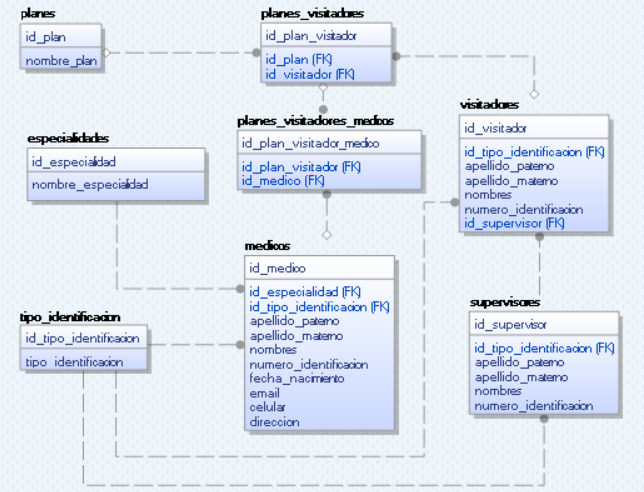 planes
id_plan
nombre_plan
planes_visitadores
id_plan_visitador
id_plan (FK)
id_visitador (FK)
visitadores
id_visitador
id_tipo_identificacion (FK)
apellido_paterno
apellido_materno
nombres
numero_identificacion
id_supervisor (FK)
planes_visitadores_medicos
id_plan_visitador_medico
id_plan_visitador (FK)
id_medico (FK)
especialidades
id_especialidad
nombre_especialidad
medicos
id_medico
id_especialidad (FK)
id_tipo_identificacion (FK)
apellido_paterno
apellido_materno
nombres
numero_identificacion
fecha_nacimiento
email
celular
direccion
tipo_identificacion
id_tipo_identificacion
tipo_identificacion
supervisores
id_supervisor
id_tipo_identificacion (FK)
apellido_paterno
apellido_materno
nombres
numero_identificacion